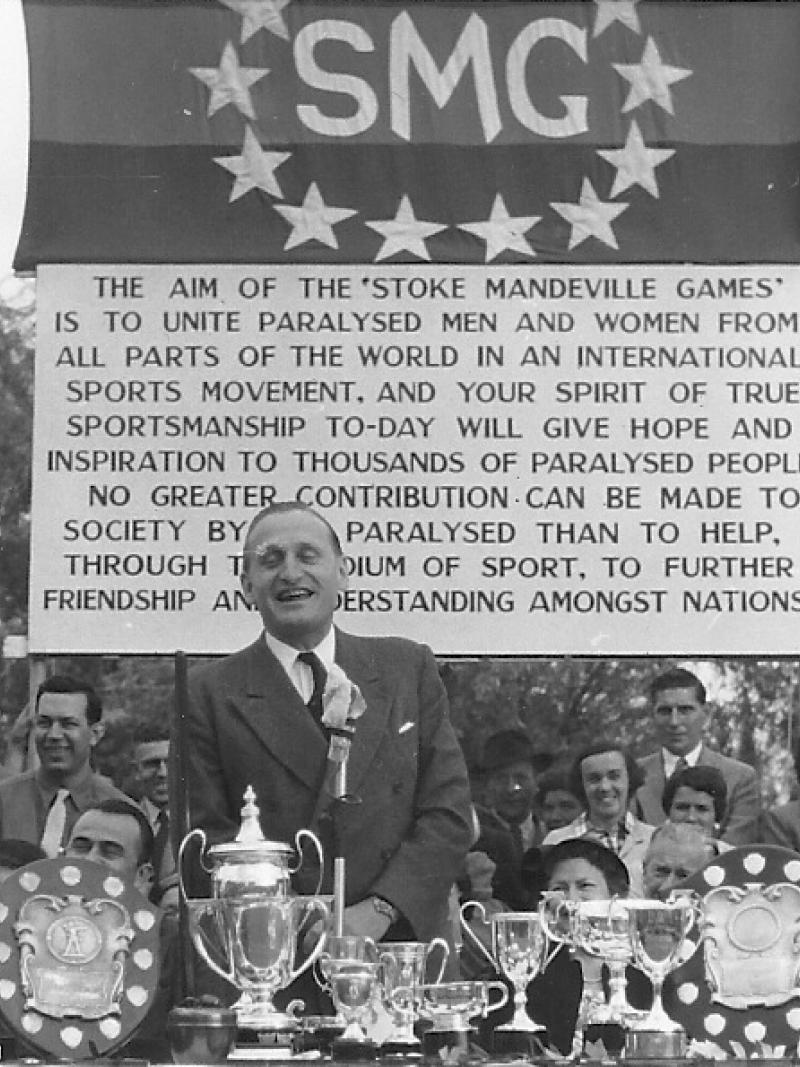 SMG
THE AIM OF THE 'STOKE MANDEVILLE GAMES'
IS TO UNITE PARALYSED MEN AND WOMEN FROM
ALL PARTS OF THE WORLD IN AN INTERNATIONAL
SPORTS MOVEMENT, AND YOUR SPIRIT OF TRUE
SPORTSMANSHIP TO-DAY WILL GIVE HOPE AND
INSPIRATION TO THOUSANDS OF PARALYSED PEOPL
NO GREATER CONTRIBUTION CAN BE MADE TO
SOCIETY BY PARALYSED THAN TO HELP,
THROUGH T DIUM OF SPORT, TO FURTHER
FRIENDSHIP AN DERSTANDING AMONGST NATIONS